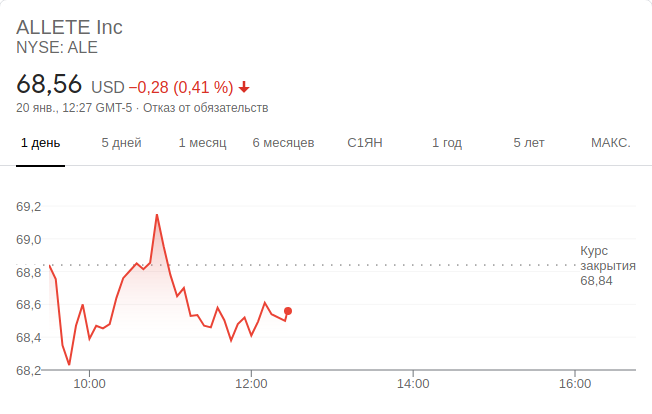 ALLETE Inc
NYSE: ALE
68,56 USD −0,28 (0,41 %)
20 янв., 12:27 GMT-5 · Отказ от обязательств
1 день 5 дней 1 месяц 6 месяцев С1ЯН 1 год 5 лет МАКС.
69,2
69,0
68,8
68,6
68,4
68,2
Курс
закрытия
68,84
10:00 12:00 14:00 16:00